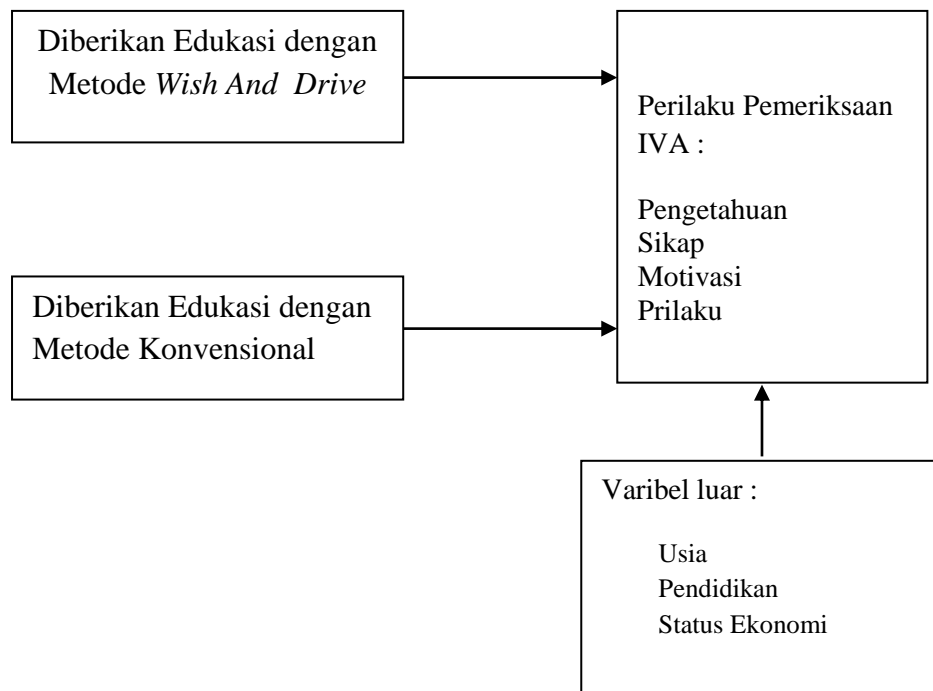 Diberikan Edukasi dengan
Metode Wish And Drive
Perilaku Pemeriksaan
IVA :
Pengetahuan
Sikap
Motivasi
Prilaku
Diberikan Edukasi dengan
Metode Konvensional
Varibel luar :
Usia
Pendidikan
Status Ekonomi